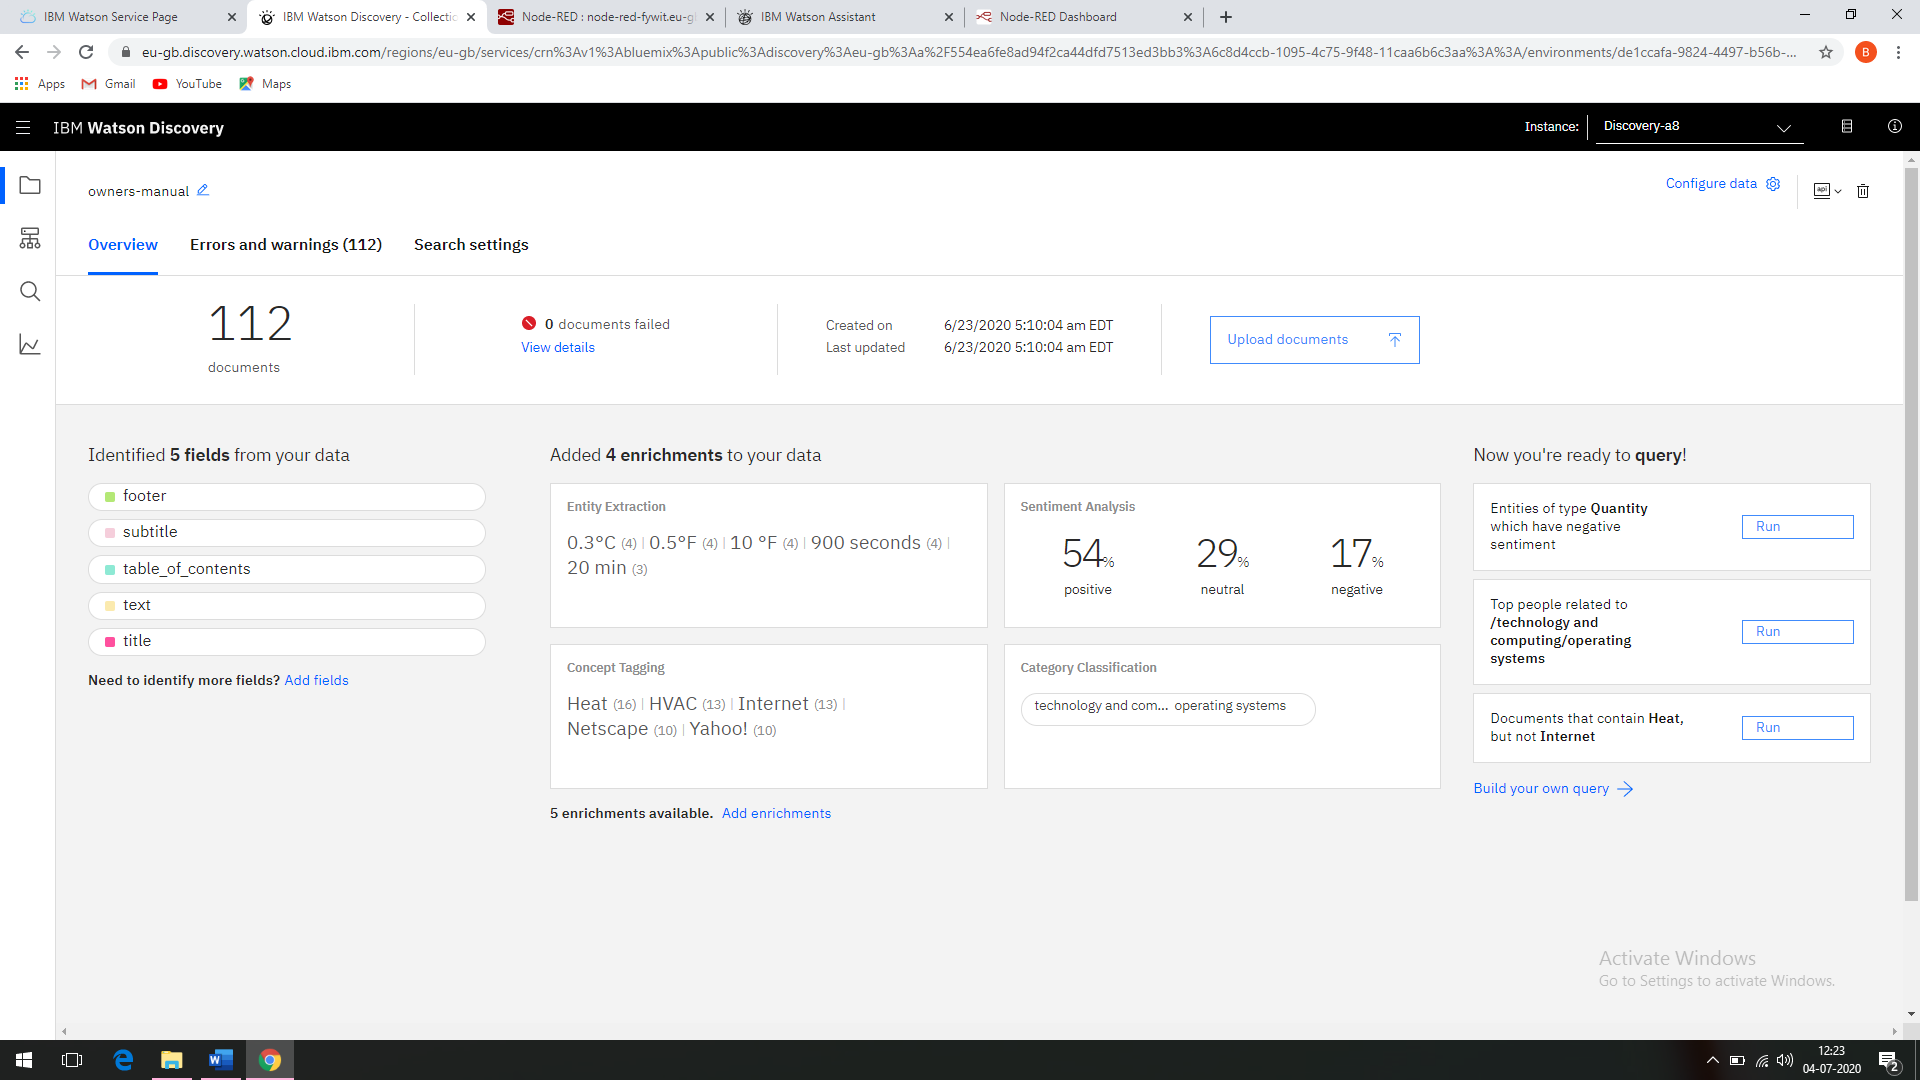 IBM Watson Service Page
IBM Watson Discovery - Collectic
Node-RED : node-red-fywit.eu-g
IBM Watson Assistant
Node-RED Dashboard
eu-gb.discovery.watson.cloud.ibm.com/regions/eu-gb/services/crn%3Av1%3Abluemix%3Apublic%3Adiscovery%3Aeu-gb%3Aa%2F554ea6fe8ad94f2ca44dfd7513ed3bb3%3A6c8d4ccb-1095-4c75-9f48-11caa6b6c3aa%3A%3A/environments/de1ccafa-9824-4497-b56b-...
B
Apps
Gmail
YouTube
Maps
IBM Watson Discovery
Instance:
Discovery-a8
owners-manual
Configure data
api
Overview
Errors and warnings (112)
Search settings
112
documents
0 documents failed
View details
Created on 6/23/2020 5:10:04 am EDT
Last updated 6/23/2020 5:10:04 am EDT
Upload documents
Identified 5 fields from your data
footer
subtitle
table_of_contents
text
title
Need to identify more fields? Add fields
Added 4 enrichments to your data
Entity Extraction
0.3°C (4) | 0.5°F (4) | 10 °F (4) | 900 seconds (4) |
20 min (3)
Sentiment Analysis
54% 29% 17%
positive neutral negative
Concept Tagging
Heat (16) | HVAC (13) | Internet (13) |
Netscape (10) | Yahoo! (10)
Category Classification
technology and com... operating systems
5 enrichments available. Add enrichments
Now you're ready to query!
Entities of type Quantity
which have negative
sentiment
Run
Top people related to
/technology and
computing/operating
systems
Run
Documents that contain Heat,
but not Internet
Run
Build your own query
Activate Windows
Go to Settings to activate Windows.
12:23
04-07-2020
2